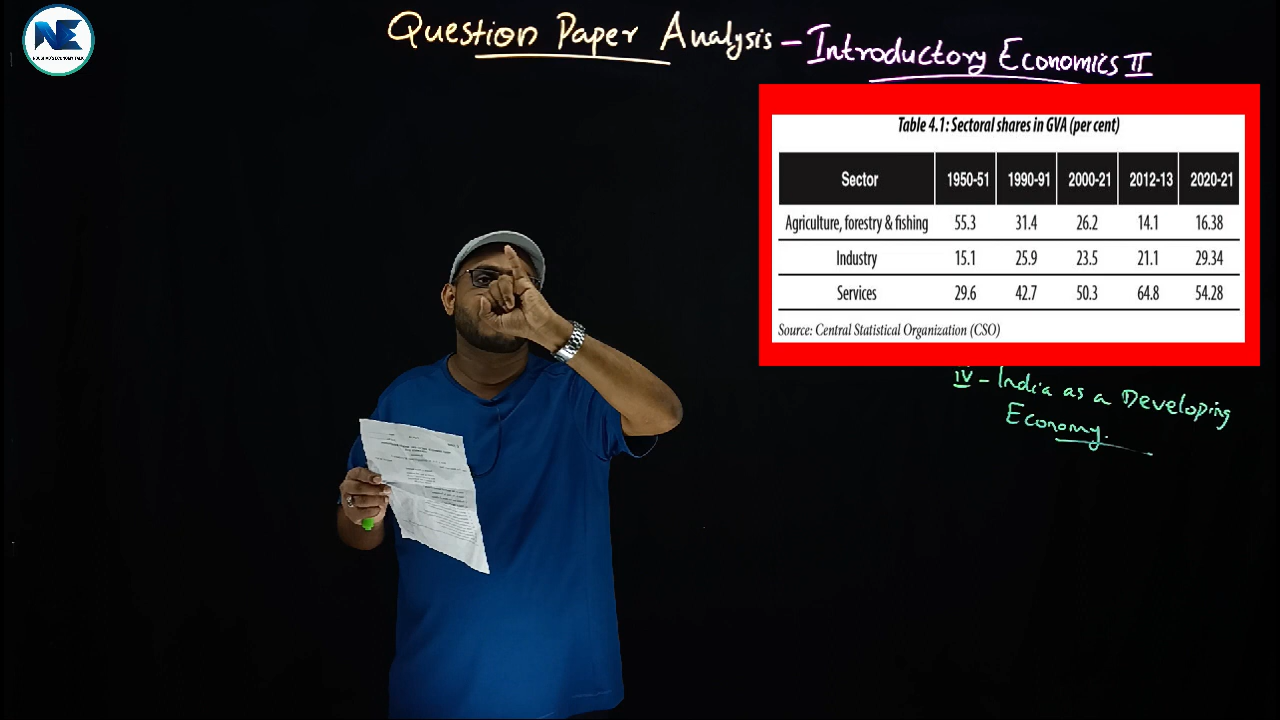 NE
Question Paper Analysis - Introductory Economics II
Table 4.1: Sectoral shares in GVA (per cent)
Sector 1950-51 1990-91 2000-21 2012-13 2020-21
Agriculture, forestry & fishing 55.3 31.4 26.2 14.1 16.38
Industry 15.1 25.9 23.5 21.1 29.34
Services 29.6 42.7 50.3 64.8 54.28
Source: Central Statistical Organization (CSO)
IV - India as a Developing
Economy.